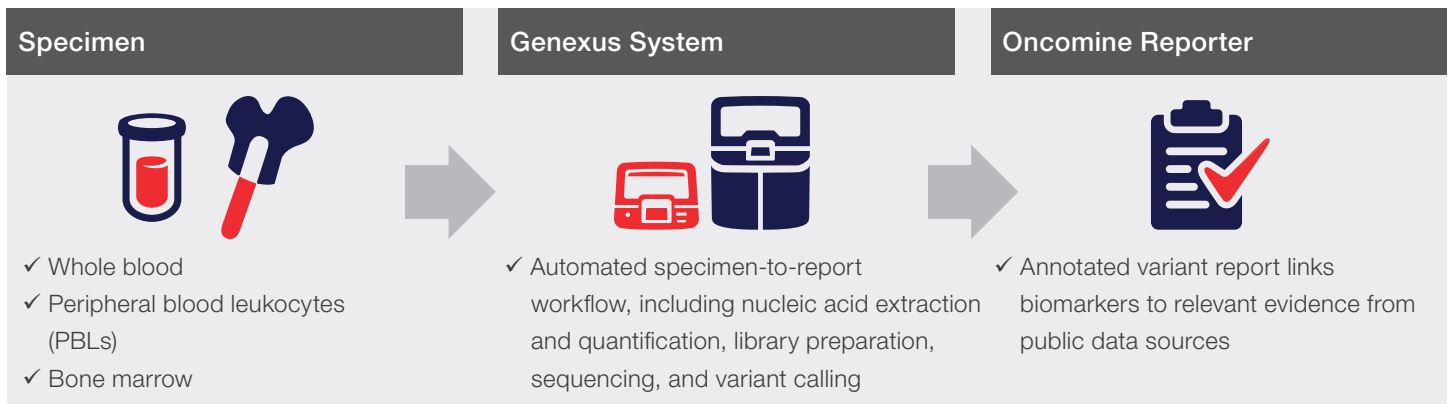 Specimen
✓ Whole blood
✓ Peripheral blood leukocytes
(PBLs)
✓ Bone marrow
Genexus System
✓ Automated specimen-to-report
workflow, including nucleic acid extraction
and quantification, library preparation,
sequencing, and variant calling
Oncomine Reporter
✓ Annotated variant report links
biomarkers to relevant evidence from
public data sources